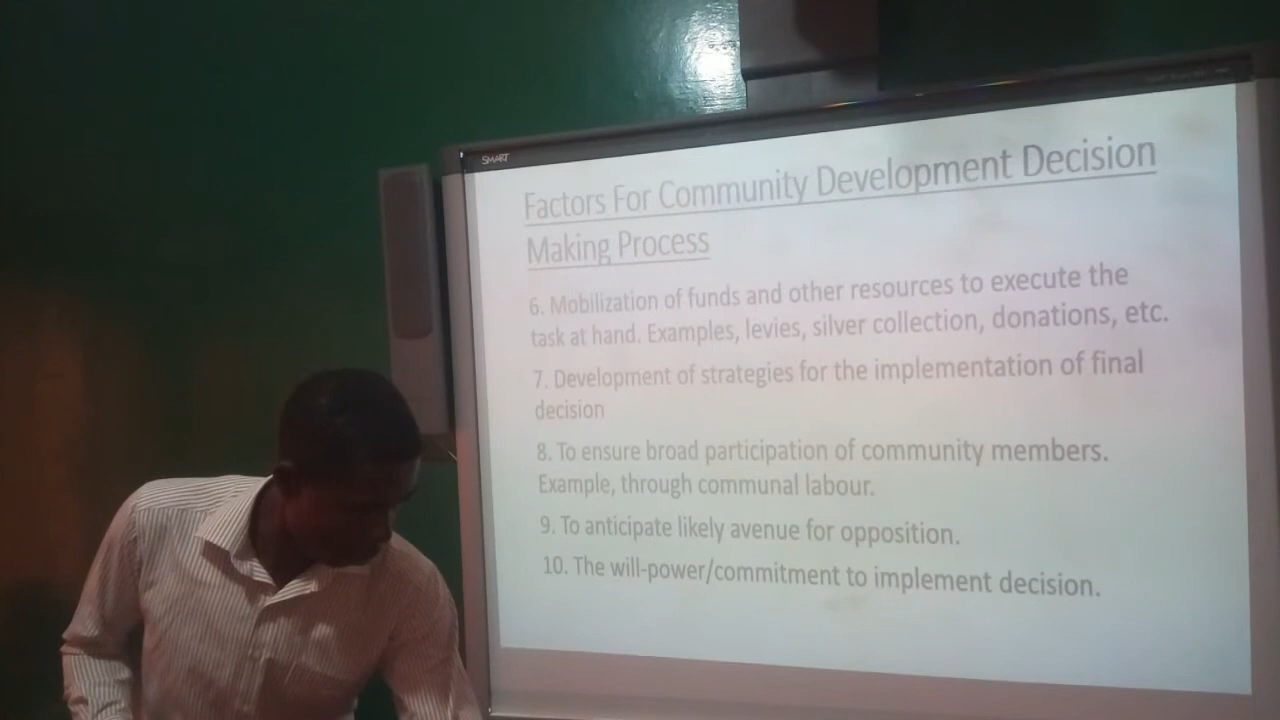 SMART
Factors For Community Development Decision
Making Process
6. Mobilization of funds and other resources to execute the
task at hand. Examples, levies, silver collection, donations, etc.
7. Development of strategies for the implementation of final
decision
8. To ensure broad participation of community members.
Example, through communal labour.
9. To anticipate likely avenue for opposition.
10. The will-power/commitment to implement decision.